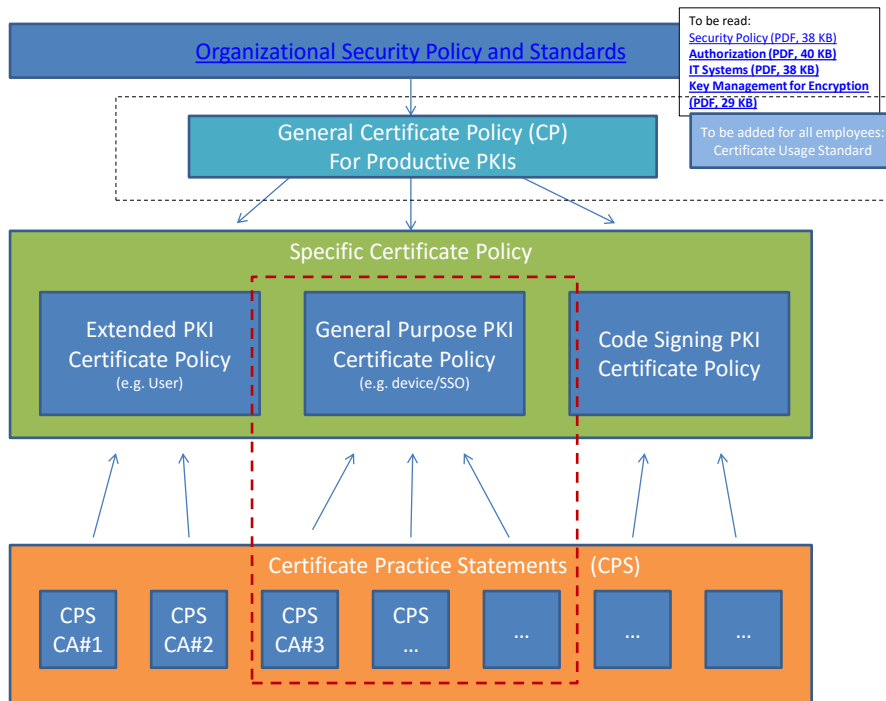 To be read:
Security Policy (PDF, 38 KB)
Authorization (PDF, 40 KB)
IT Systems (PDF, 38 KB)
Key Management for Encryption
(PDF, 29 KB)
Organizational Security Policy and Standards
General Certificate Policy (CP)
For Productive PKIs
To be added for all employees:
Certificate Usage Standard
Specific Certificate Policy
Extended PKI
Certificate Policy
(e.g. User)
General Purpose PKI
Certificate Policy
(e.g. device/SSO)
Code Signing PKI
Certificate Policy
Certificate Practice Statements (CPS)
CPS
CA#1
CPS
CA#2
CPS
CA#3
CPS
...
...
...
...